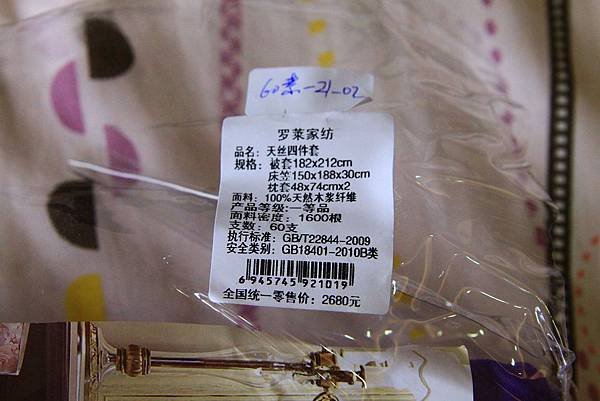 60素-21-02
罗莱家纺
品名：天丝四件套
规格：被套182x212cm
床笠150x188x30cm
枕套48x74cmx2
面料：100%天然木浆纤维
产品等级:一等品
面料密度：1600根
支数：60支
执行标准：GB/T22844-2009
安全类别：GB18401-2010B类
6945745921019
全国统一零售价：2680元